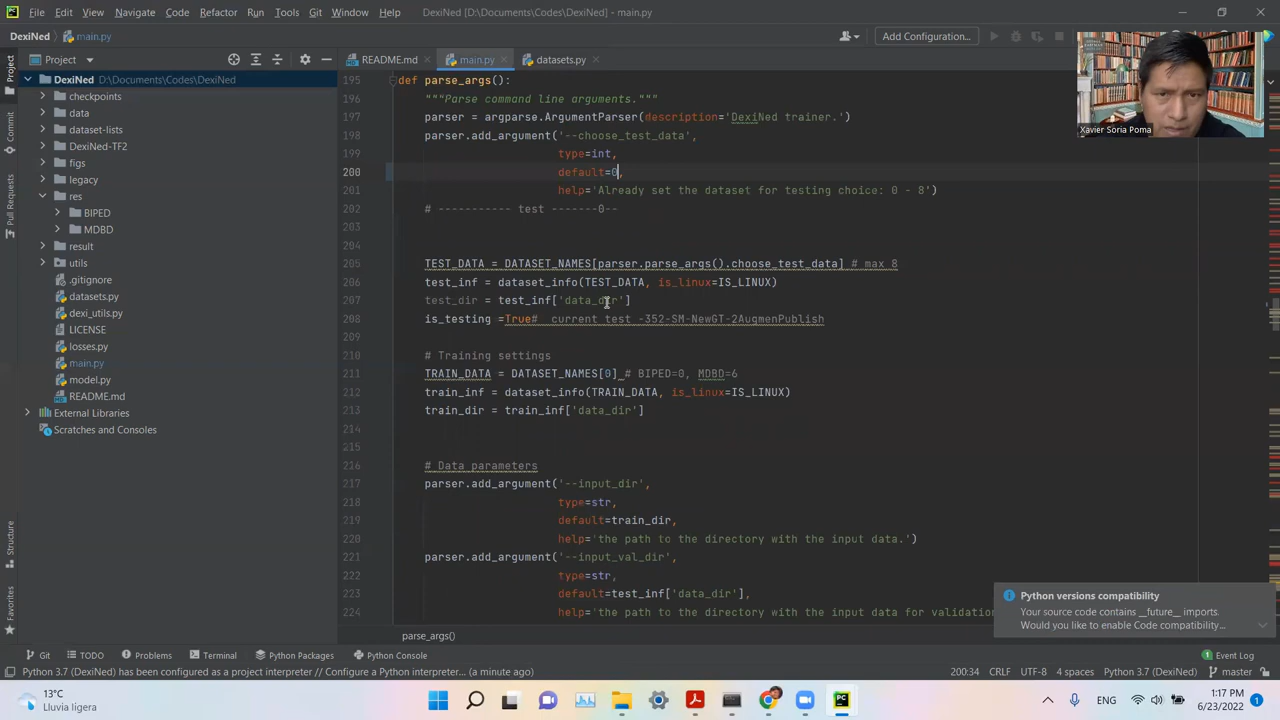 File Edit View Navigate Code Refactor Run Tools Git Window Help DexiNed - main.py
DexiNed main.py
Add Configuration...
Git:
Project
README.md
main.py
datasets.py
DexiNed D:\Documents\Codes\DexiNed
checkpoints
data
dataset-lists
DexiNed-TF2
figs
legacy
res
BIPED
MDBD
result
utils
.gitignore
datasets.py
dexi_utils.py
LICENSE
losses.py
main.py
model.py
README.md
External Libraries
Scratches and Consoles
Project
Commit
Pull Requests
Structure
Favorites
195 def parse_args():
196 """Parse command line arguments."""
197 parser = argparse.ArgumentParser(description='DexiNed trainer.')
198 parser.add_argument('--choose_test_data',
199 type=int,
200 default=0,
201 help='Already set the dataset for testing choice: 0 - 8')
202 # ----------- test -------0--
203
204
205 TEST_DATA = DATASET_NAMES[parser.parse_args().choose_test_data] # max 8
206 test_inf = dataset_info(TEST_DATA, is_linux=IS_LINUX)
207 test_dir = test_inf['data_dir']
208 is_testing =True# current test -352-SM-NewGT-2AugmenPublish
209
210 # Training settings
211 TRAIN_DATA = DATASET_NAMES[0] # BIPED=0, MDBD=6
212 train_inf = dataset_info(TRAIN_DATA, is_linux=IS_LINUX)
213 train_dir = train_inf['data_dir']
214
215
216 # Data parameters
217 parser.add_argument('--input_dir',
218 type=str,
219 default=train_dir,
220 help='the path to the directory with the input data.')
221 parser.add_argument('--input_val_dir',
222 type=str,
223 default=test_inf['data_dir'],
224 help='the path to the directory with the input data for validation
parse_args()
Xavier Soria Poma
Python versions compatibility
Your source code contains __future__ imports.
Would you like to enable Code compatibility...
Git TODO Problems Terminal Python Packages Python Console Event Log
Python 3.7 (DexiNed) has been configured as a project interpreter // Configure a Python interpreter... (a minute ago) 200:34 CRLF UTF-8 4 spaces Python 3.7 (DexiNed) master
13°C
Lluvia ligera
ENG
1:17 PM
6/23/2022
1